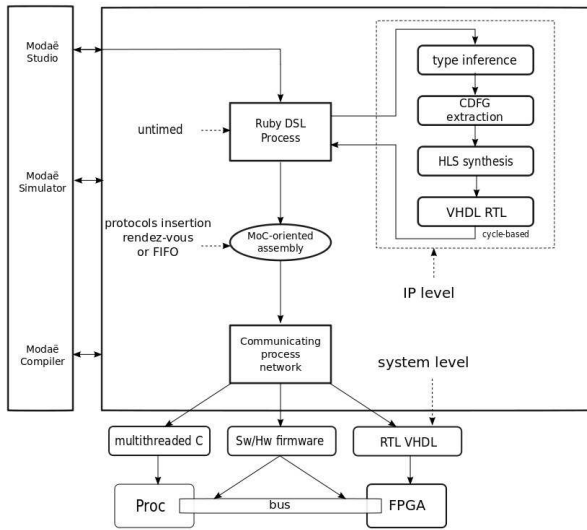 Modaë
Studio
Modaë
Simulator
Modaë
Compiler
untimed
Ruby DSL
Process
protocols insertion
rendez-vous
or FIFO
MoC-oriented
assembly
Communicating
process
network
type inference
CDFG
extraction
HLS synthesis
VHDL RTL
cycle-based
IP level
system level
multithreaded C
Sw/Hw firmware
RTL VHDL
Proc
bus
FPGA